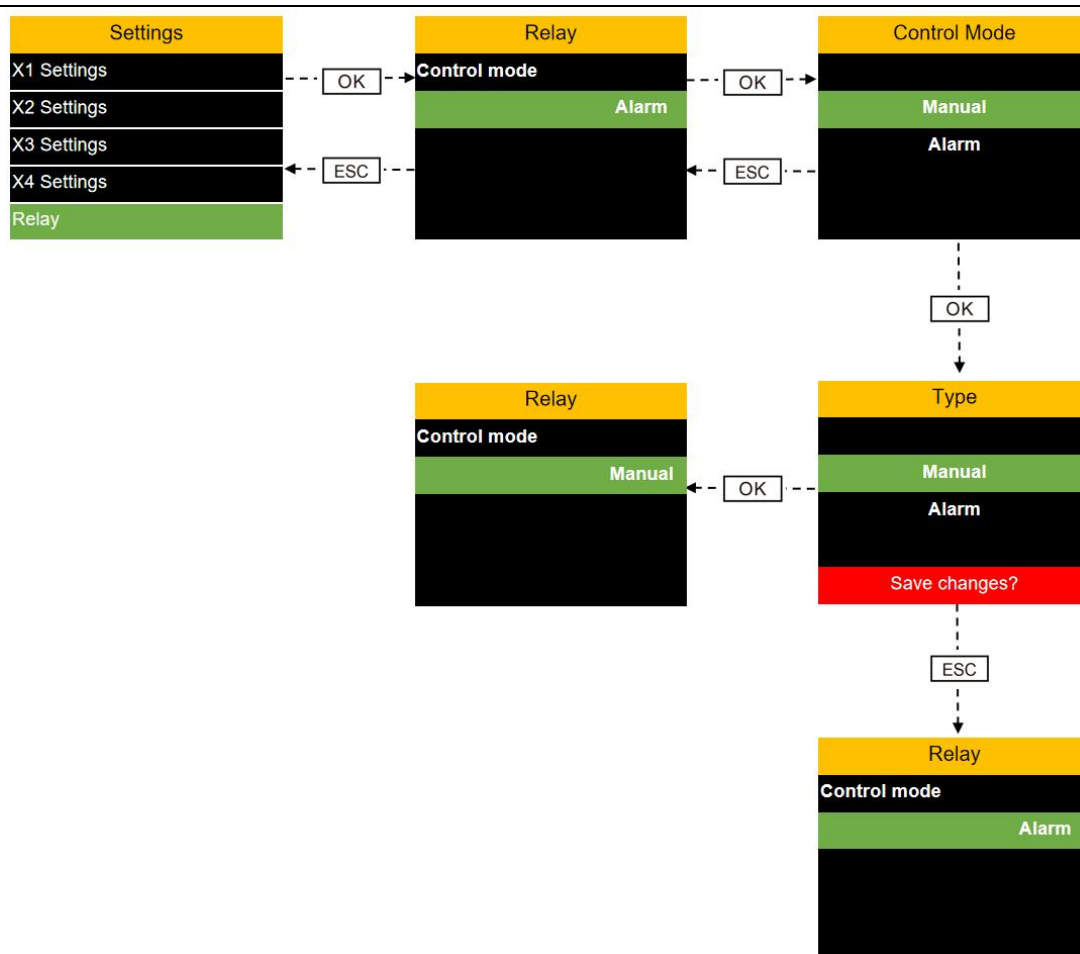 Settings
X1 Settings
X2 Settings
X3 Settings
X4 Settings
Relay
OK
ESC
Relay
Control mode
Alarm
OK
ESC
Control Mode
Manual
Alarm
OK
Relay
Control mode
Manual
OK
Type
Manual
Alarm
Save changes?
ESC
Relay
Control mode
Alarm